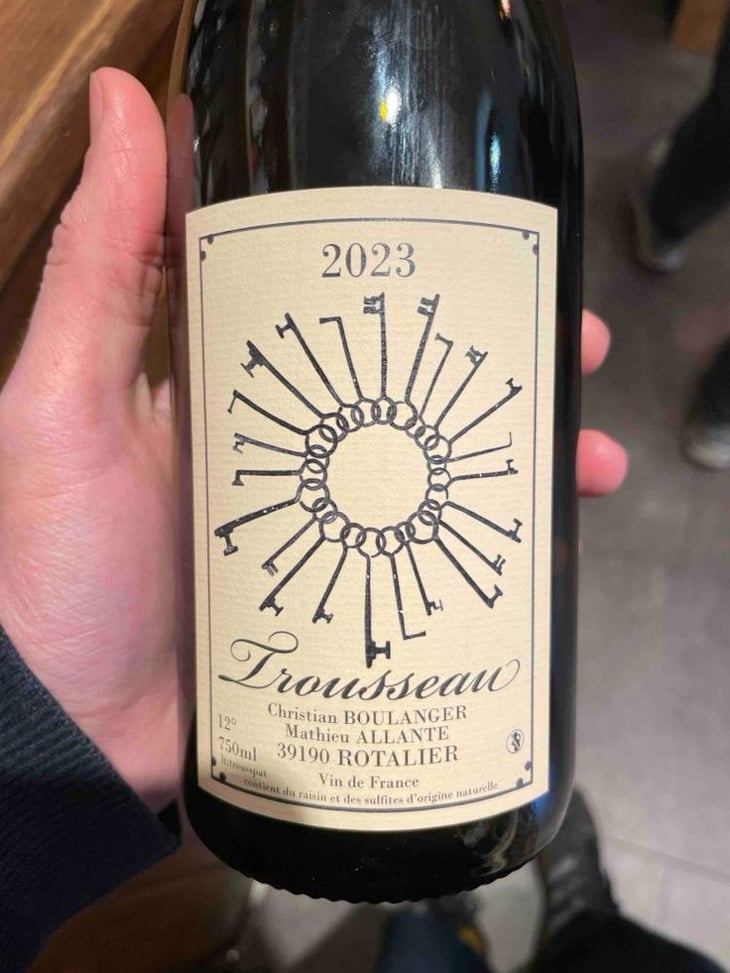 2023
Trousseau
Christian BOULANGER
Mathieu ALLANTE
12°
39190 ROTALIER
750ml
Vin de France
contient du raisin et des sulfites d'origine naturelle